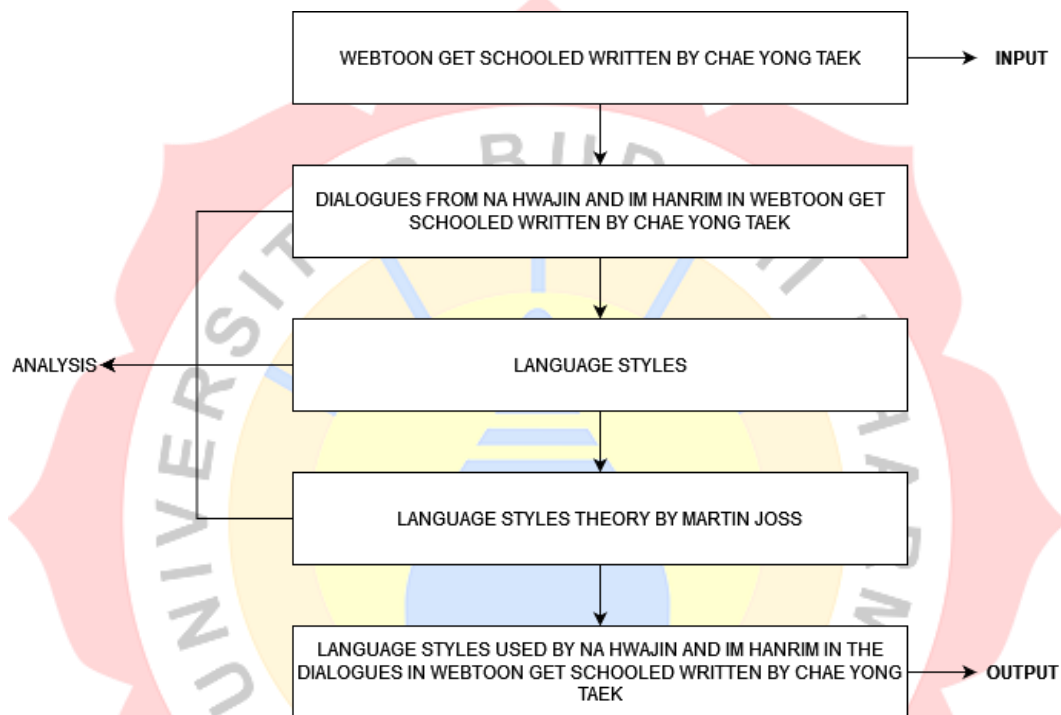 WEBTOON GET SCHOOLED WRITTEN BY CHAE YONG TAEK
INPUT
DIALOGUES FROM NA HWAJIN AND IM HANRIM IN WEBTOON GET
SCHOOLED WRITTEN BY CHAE YONG TAEK
ANALYSIS
LANGUAGE STYLES
LANGUAGE STYLES THEORY BY MARTIN JOSS
LANGUAGE STYLES USED BY NA HWAJIN AND IM HANRIM IN THE
DIALOGUES IN WEBTOON GET SCHOOLED WRITTEN BY CHAE YONG
TAEK
OUTPUT